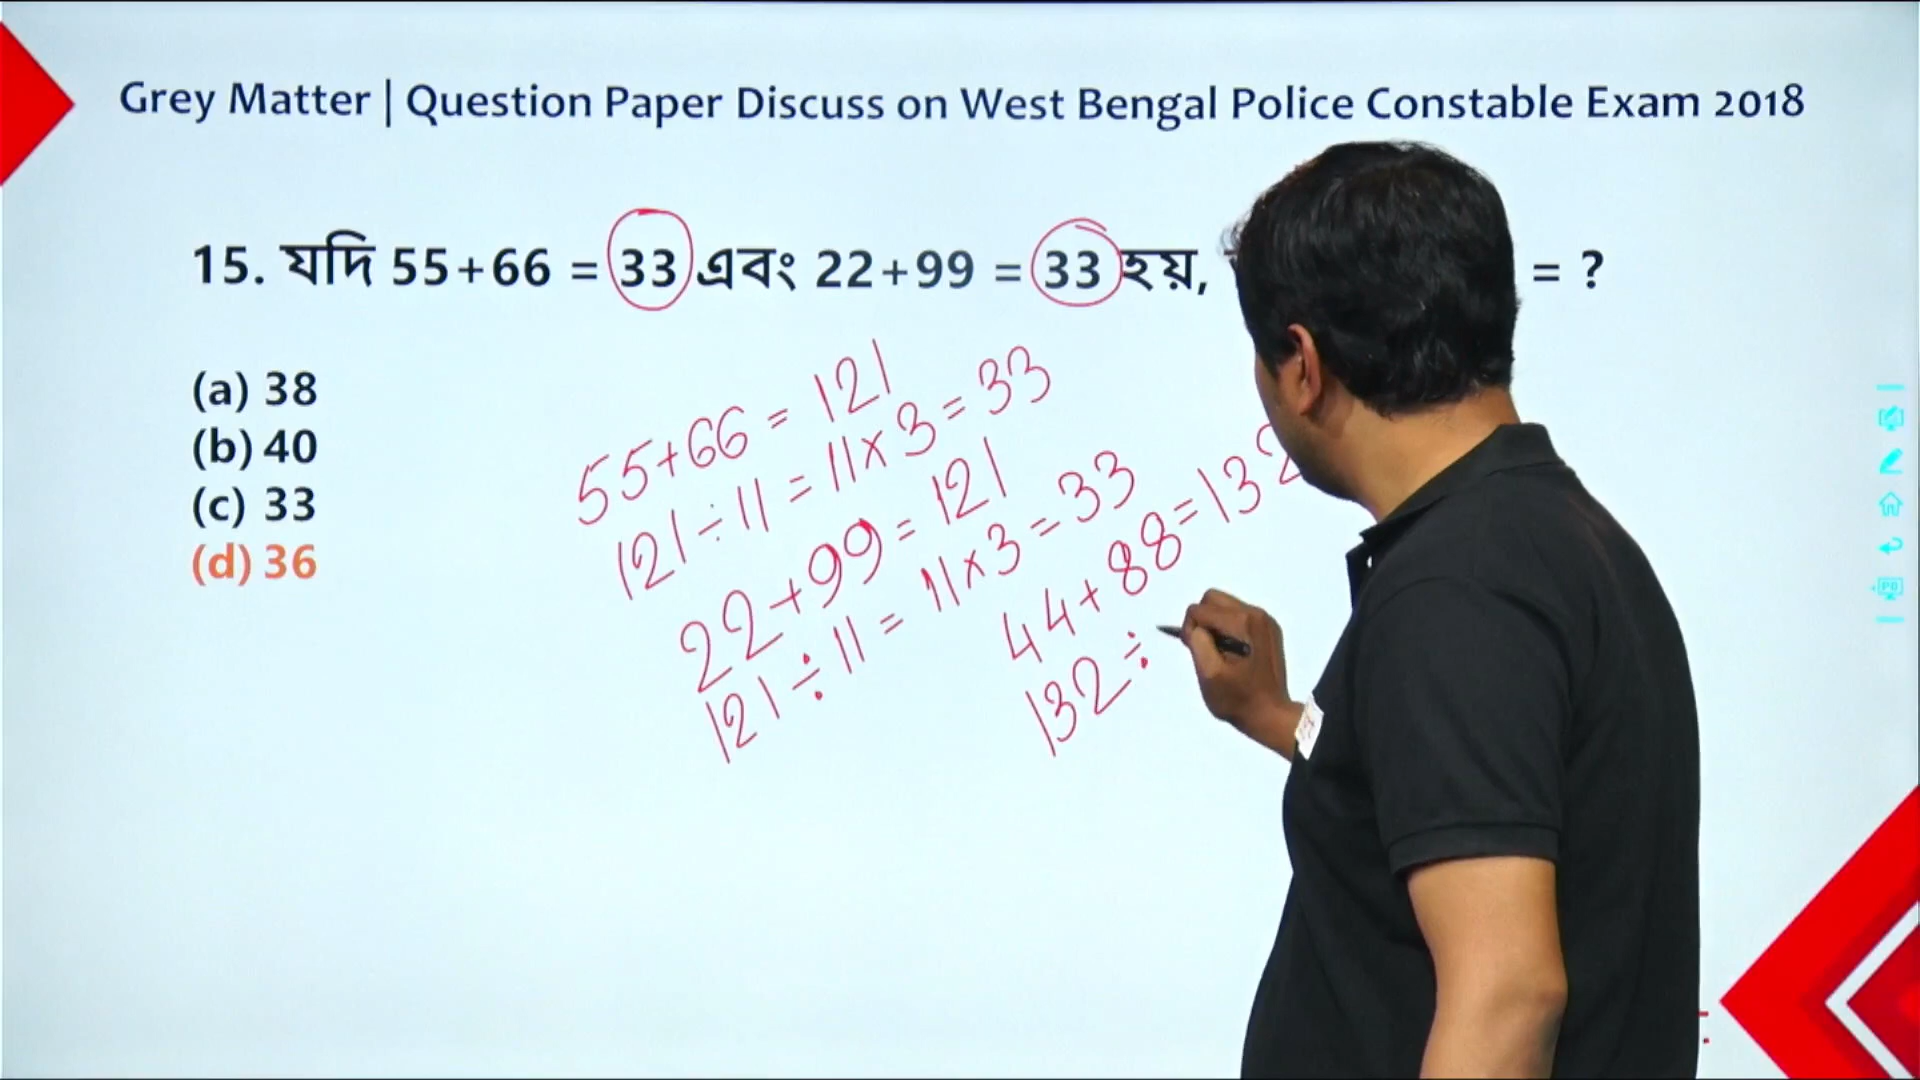 Grey Matter | Question Paper Discuss on West Bengal Police Constable Exam 2018
15. যদি 55+66 = 33 এবং 22+99 = 33 হয়, = ?
(a) 38
(b) 40
(c) 33
(d) 36
55+66 = 121
121÷11 = 11×3 = 33
22+99 = 121
121÷11 = 11×3 = 33
44+88=132
132÷